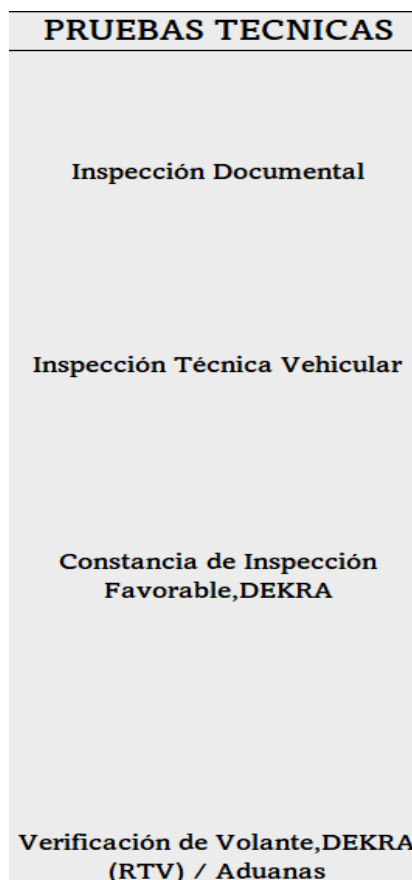 PRUEBAS TECNICAS
Inspección Documental
Inspección Técnica Vehicular
Constancia de Inspección
Favorable,DEKRA
Verificación de Volante,DEKRA
(RTV) / Aduanas